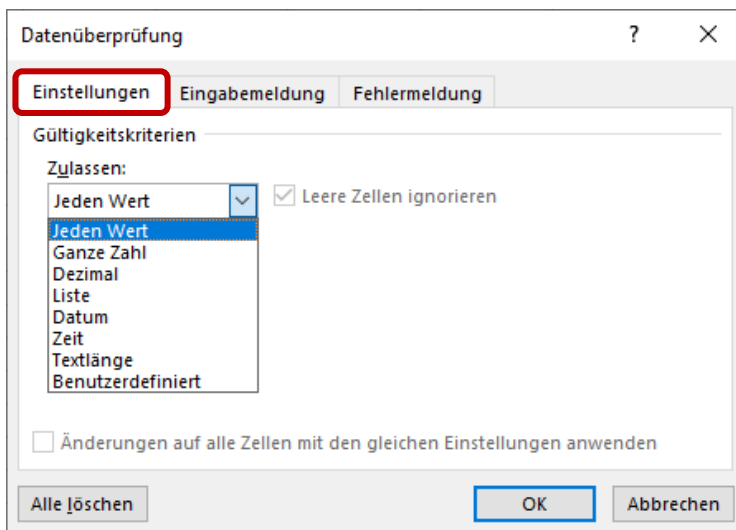 Datenüberprüfung ?
Einstellungen Eingabemeldung Fehlermeldung
Gültigkeitskriterien
Zulassen:
Jeden Wert Leere Zellen ignorieren
Jeden Wert
Ganze Zahl
Dezimal
Liste
Datum
Zeit
Textlänge
Benutzerdefiniert
Änderungen auf alle Zellen mit den gleichen Einstellungen anwenden
Alle löschen OK Abbrechen